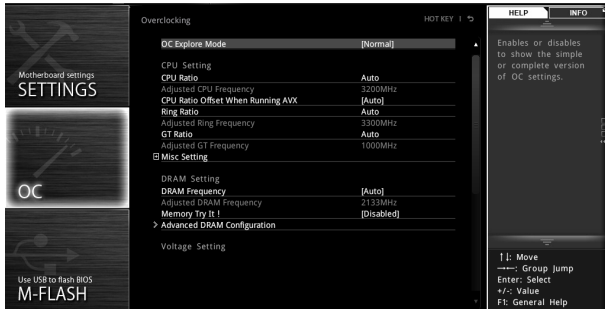 Motherboard settings
SETTINGS
OC
Use USB to flash BIOS
M-FLASH
Overclocking
HOT KEY
OC Explore Mode [Normal]
CPU Setting
CPU Ratio Auto
Adjusted CPU Frequency 3200MHz
CPU Ratio Offset When Running AVX [Auto]
Ring Ratio Auto
Adjusted Ring Frequency 3300MHz
GT Ratio Auto
Adjusted GT Frequency 1000MHz
Misc Setting
DRAM Setting
DRAM Frequency [Auto]
Adjusted DRAM Frequency 2133MHz
Memory Try It ! [Disabled]
Advanced DRAM Configuration
Voltage Setting
HELP
INFO
Enables or disables
to show the simple
or complete version
of OC settings.
↑↓: Move
→←: Group Jump
Enter: Select
+/-: Value
F1: General Help